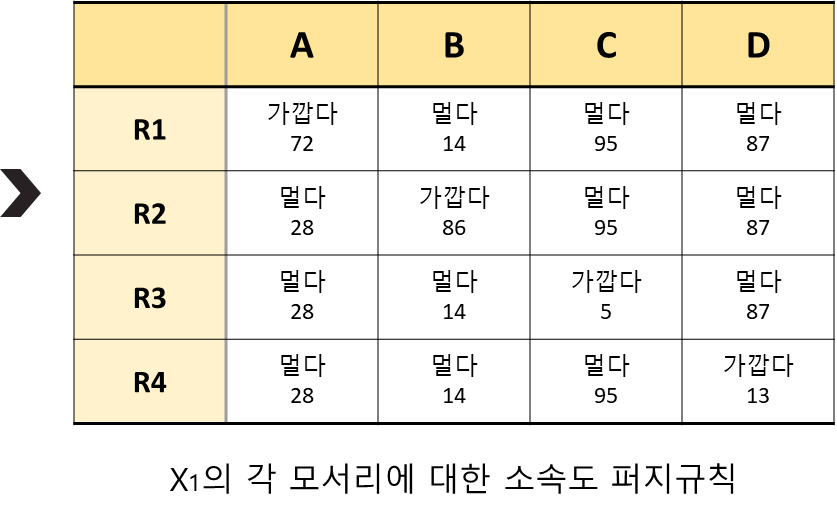 A B C D
R1 가깝다 멀다 멀다 멀다
72 14 95 87
R2 멀다 가깝다 멀다 멀다
28 86 95 87
R3 멀다 멀다 가깝다 멀다
28 14 5 87
R4 멀다 멀다 멀다 가깝다
28 14 95 13
X1의 각 모서리에 대한 소속도 퍼지규칙